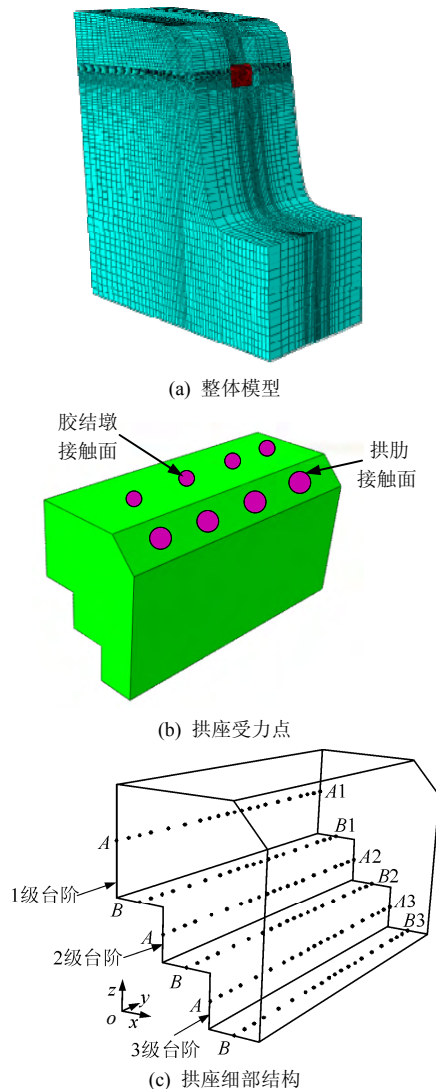 (a) 整体模型
胶结墩
接触面
拱肋
接触面
(b) 拱座受力点
A
A1
B1
1级台阶
B
A2
B2
A
2级台阶
A3
B
B3
z
y
o
x
A
3级台阶
B
(c) 拱座细部结构